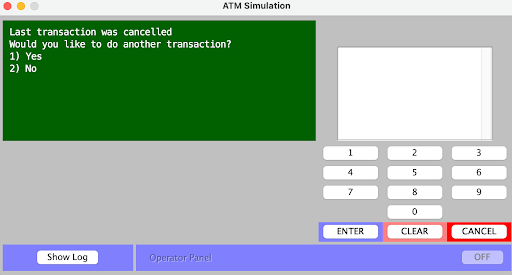 ATM Simulation
Last transaction was cancelled
Would you like to do another transaction?
1) Yes
2) No
1 2 3
4 5 6
7 8 9
0
ENTER CLEAR CANCEL
Show Log Operator Panel OFF